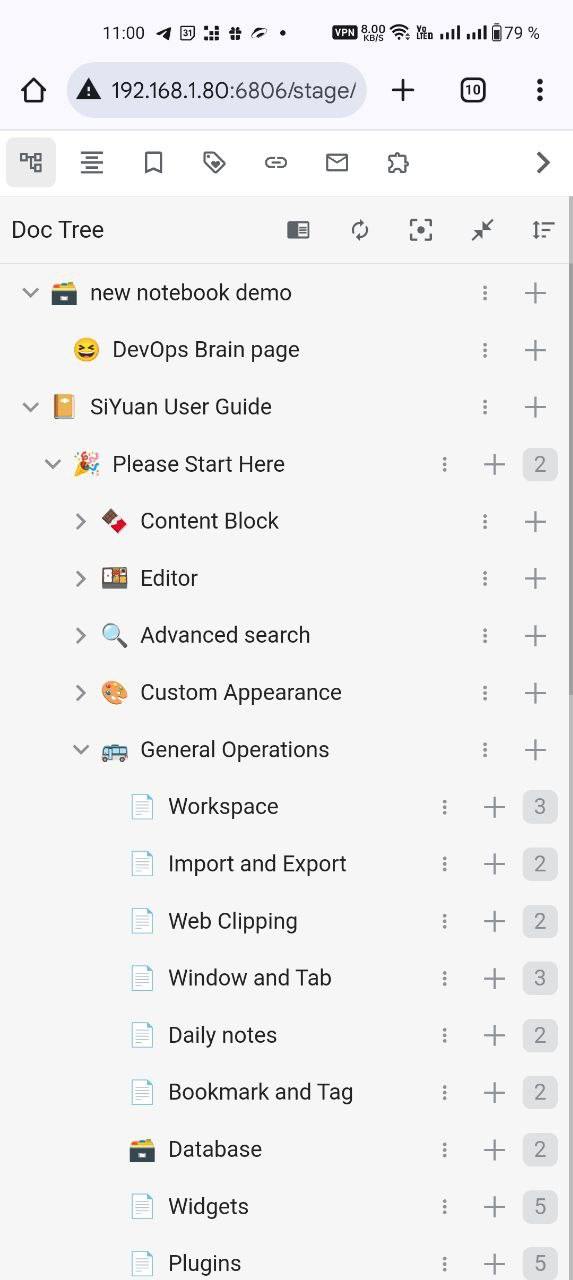 11:00 31 VPN 8.00 KB/S Vo LTED 79 %
192.168.1.80:6806/stage/ 10
Doc Tree
new notebook demo
DevOps Brain page
SiYuan User Guide
Please Start Here 2
Content Block
Editor
Advanced search
Custom Appearance
General Operations
Workspace 3
Import and Export 2
Web Clipping 2
Window and Tab 3
Daily notes 2
Bookmark and Tag 2
Database 2
Widgets 5
Plugins 5